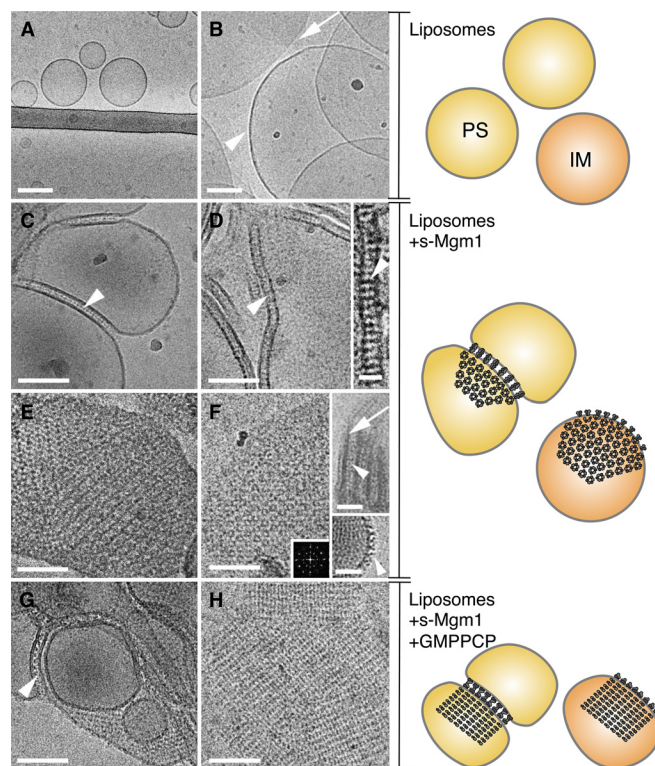 A
B
Liposomes
PS
IM
C
D
Liposomes
+s-Mgm1
E
F
G
H
Liposomes
+s-Mgm1
+GMPPCP